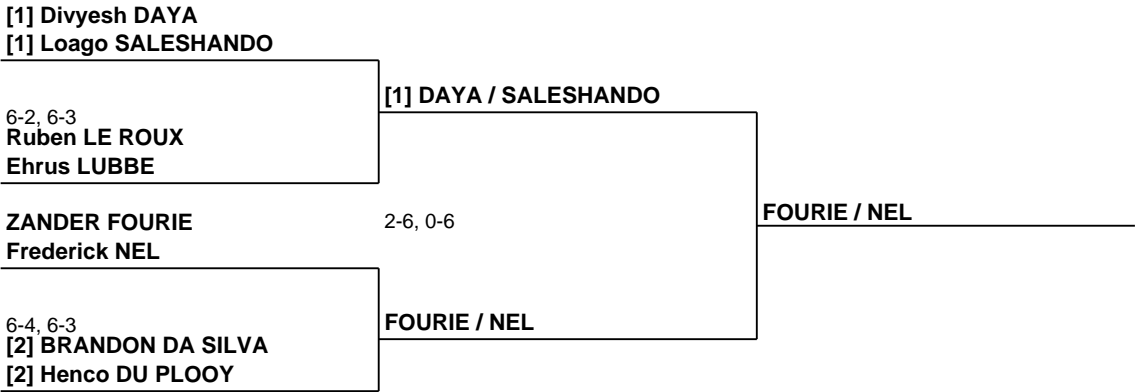 [1] Divyesh DAYA
[1] Loago SALESHANDO
[1] DAYA / SALESHANDO
6-2, 6-3
Ruben LE ROUX
Ehrus LUBBE
ZANDER FOURIE
2-6, 0-6
FOURIE / NEL
Frederick NEL
6-4, 6-3
FOURIE / NEL
[2] BRANDON DA SILVA
[2] Henco DU PLOOY